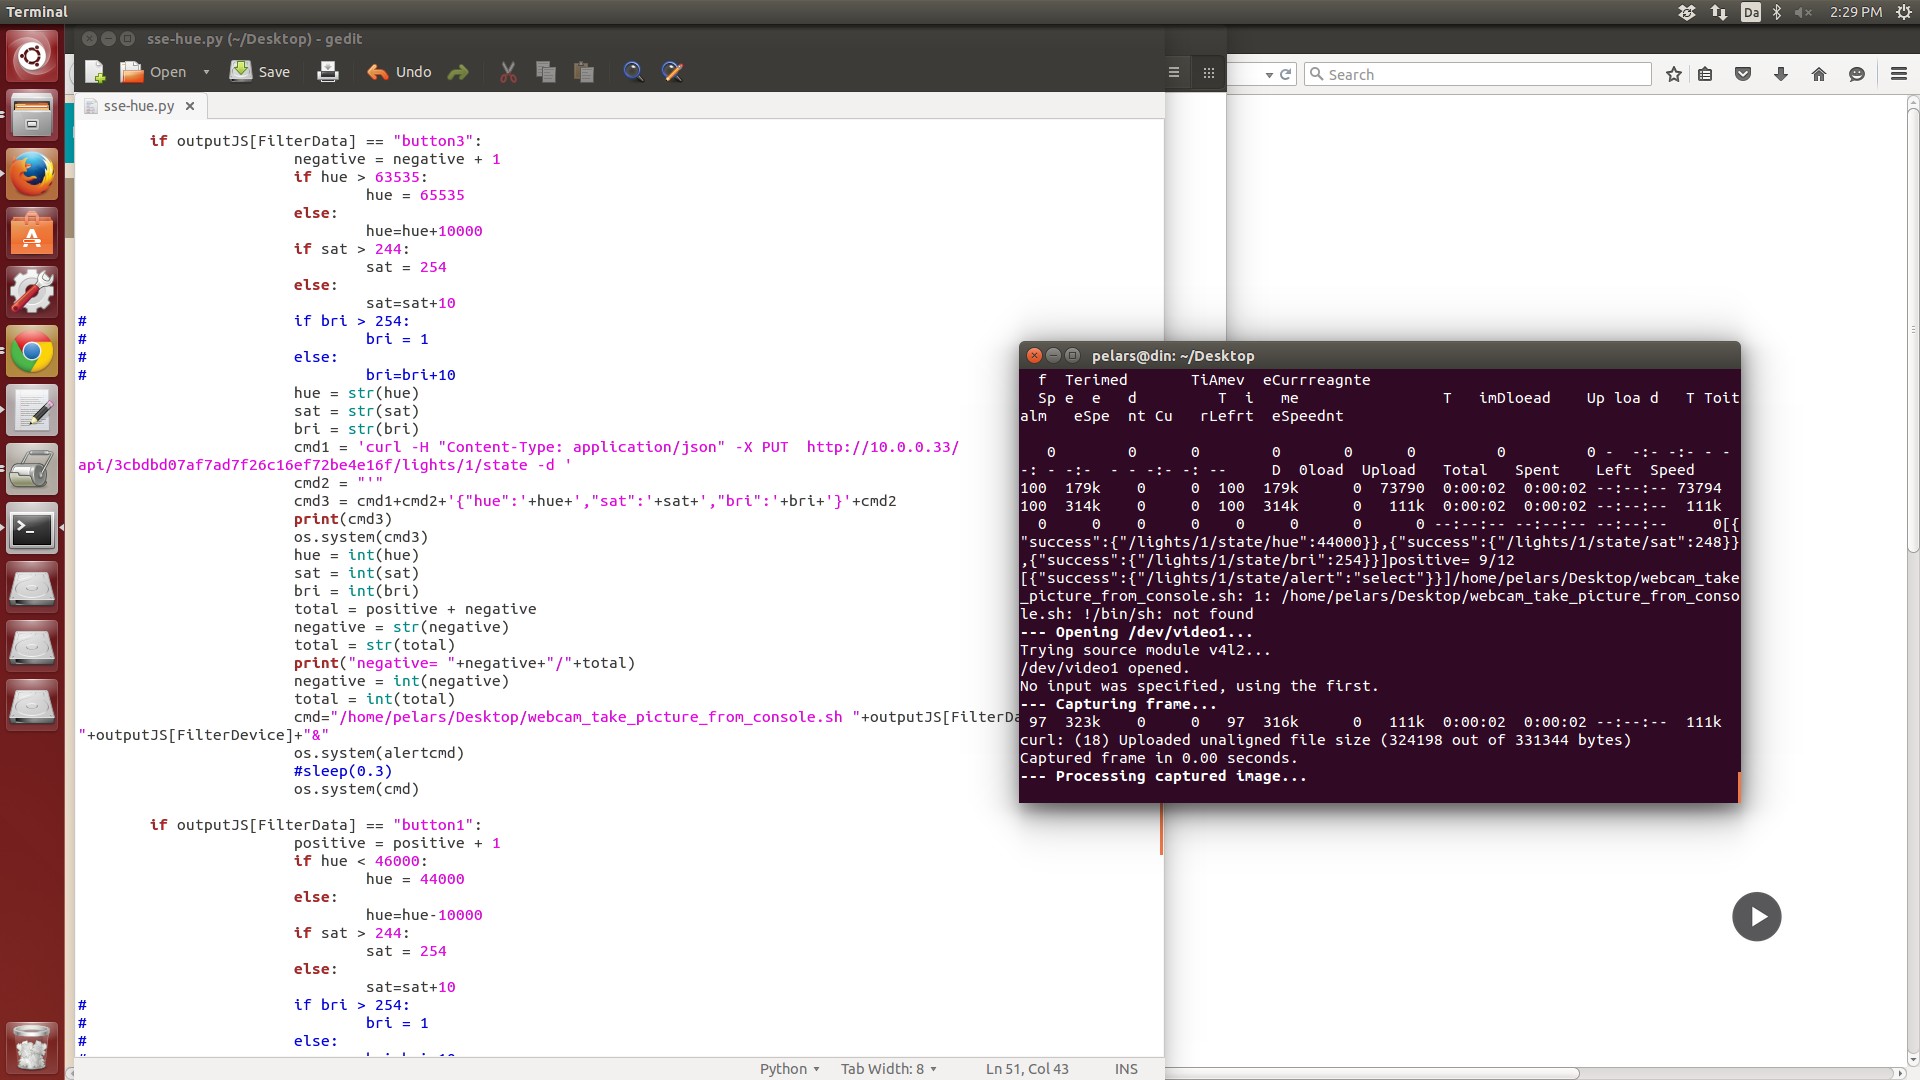 Terminal
Da
2:29 PM
sse-hue.py (~/Desktop) - gedit
Open
Save
Undo
Search
sse-hue.py
if outputJS[FilterData] == "button3":
negative = negative + 1
if hue > 63535:
hue = 65535
else:
hue=hue+10000
if sat > 244:
sat = 254
else:
sat=sat+10
# if bri > 254:
# bri = 1
# else:
# bri=bri+10
hue = str(hue)
sat = str(sat)
bri = str(bri)
cmd1 = 'curl -H "Content-Type: application/json" -X PUT  http://10.0.0.33/
api/3cbdbd07af7ad7f26c16ef72be4e16f/lights/1/state -d '
cmd2 = "'"
cmd3 = cmd1+cmd2+'{"hue":'+hue+',"sat":'+sat+',"bri":'+bri+'}'+cmd2
print(cmd3)
os.system(cmd3)
hue = int(hue)
sat = int(sat)
bri = int(bri)
total = positive + negative
negative = str(negative)
total = str(total)
print("negative= "+negative+"/"+total)
negative = int(negative)
total = int(total)
cmd="/home/pelars/Desktop/webcam_take_picture_from_console.sh "+outputJS[FilterDa
"+outputJS[FilterDevice]+"&"
os.system(alertcmd)
#sleep(0.3)
os.system(cmd)
if outputJS[FilterData] == "button1":
positive = positive + 1
if hue < 46000:
hue = 44000
else:
hue=hue-10000
if sat > 244:
sat = 254
else:
sat=sat+10
# if bri > 254:
# bri = 1
# else:
Python
Tab Width: 8
Ln 51, Col 43
INS
pelars@din: ~/Desktop
f  Terimed       TiAmev  eCurrreagnte
Sp e  e   d         T  i   me                T   imDloead    Up loa d   T Toit
alm   eSpe  nt Cu   rLefrt  eSpeednt
0         0         0        0       0      0         0         0 -  -:- -:- - -
-: - -:-  - - -:- -: --     D  0load  Upload   Total   Spent    Left  Speed
100  179k    0     0  100  179k      0  73790  0:00:02  0:00:02 --:--:-- 73794
100  314k    0     0  100  314k      0   111k  0:00:02  0:00:02 --:--:--  111k
0     0    0     0    0     0      0      0 --:--:-- --:--:-- --:--:--     0[{
"success":{"/lights/1/state/hue":44000}},{"success":{"/lights/1/state/sat":248}}
,{"success":{"/lights/1/state/bri":254}}]positive= 9/12
[{"success":{"/lights/1/state/alert":"select"}}]/home/pelars/Desktop/webcam_take
_picture_from_console.sh: 1: /home/pelars/Desktop/webcam_take_picture_from_conso
le.sh: !/bin/sh: not found
--- Opening /dev/video1...
Trying source module v4l2...
/dev/video1 opened.
No input was specified, using the first.
--- Capturing frame...
97  323k    0     0   97  316k      0   111k  0:00:02  0:00:02 --:--:--  111k
curl: (18) Uploaded unaligned file size (324198 out of 331344 bytes)
Captured frame in 0.00 seconds.
--- Processing captured image...